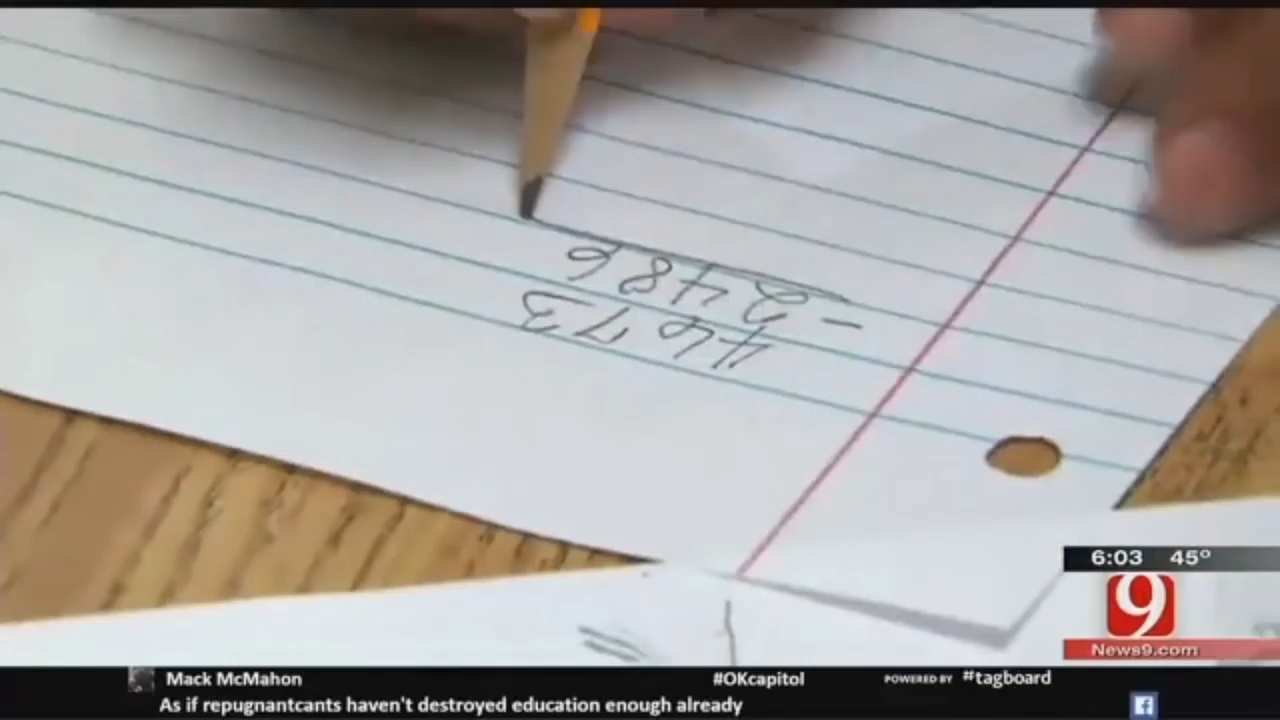 4673
- 2486
6:03 45°
9
News9.com
Mack McMahon #OKcapitol POWERED BY #tagboard
As if repugnantcants haven't destroyed education enough already